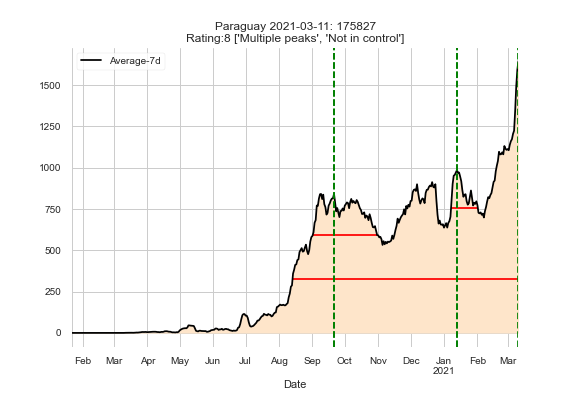 Paraguay 2021-03-11: 175827
Rating:8 ['Multiple peaks', 'Not in control']
Average-7d
1500
1250
1000
750
500
250
0
Feb Mar Apr May Jun Jul Aug Sep Oct Nov Dec Jan Feb Mar
2021
Date